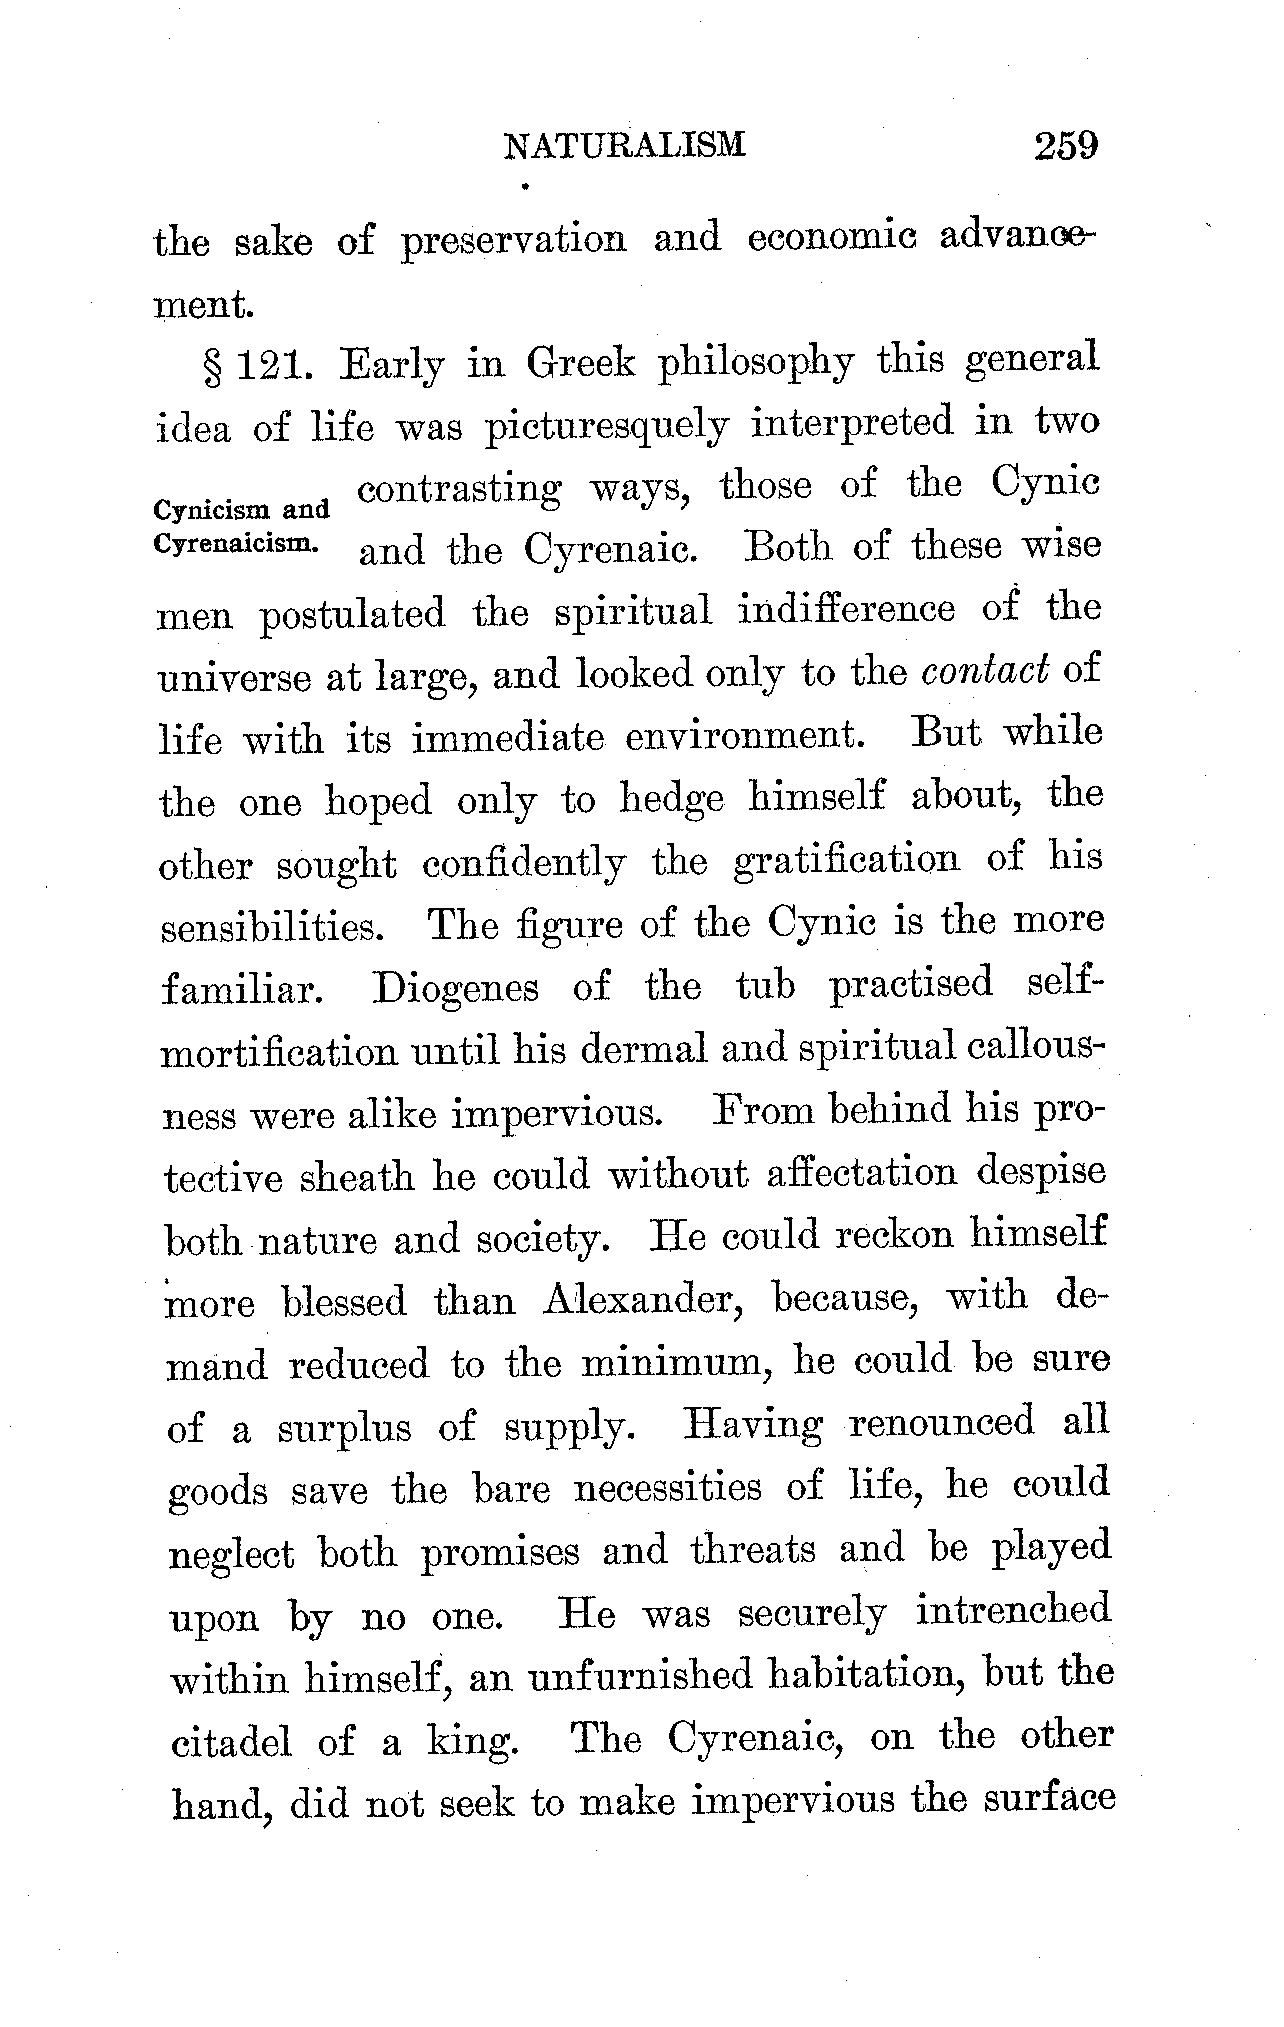 NATURALISM 259
the sake of preservation and economic advance-
ment.
§ 121. Early in Greek philosophy this general
idea of life was picturesquely interpreted in two
Cynicism and
Cyrenaicism.
contrasting ways, those of the Cynic
and the Cyrenaic. Both of these wise
men postulated the spiritual indifference of the
universe at large, and looked only to the contact of
life with its immediate environment. But while
the one hoped only to hedge himself about, the
other sought confidently the gratification of his
sensibilities. The figure of the Cynic is the more
familiar. Diogenes of the tub practised self-
mortification until his dermal and spiritual callous-
ness were alike impervious. From behind his pro-
tective sheath he could without affectation despise
both nature and society. He could reckon himself
more blessed than Alexander, because, with de-
mand reduced to the minimum, he could be sure
of a surplus of supply. Having renounced all
goods save the bare necessities of life, he could
neglect both promises and threats and be played
upon by no one. He was securely intrenched
within himself, an unfurnished habitation, but the
citadel of a king. The Cyrenaic, on the other
hand, did not seek to make impervious the surface